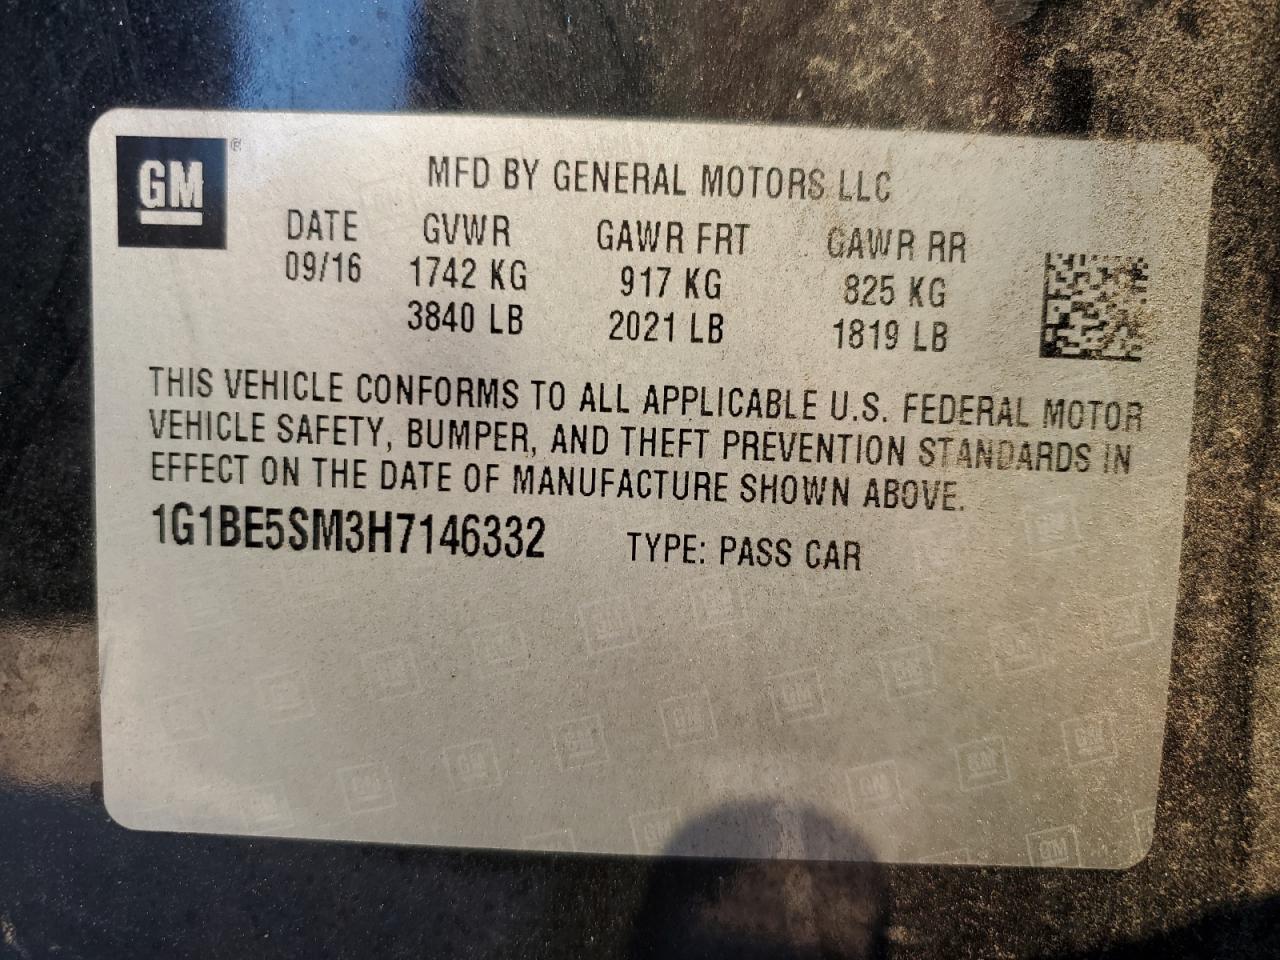 GM ®
MFD BY GENERAL MOTORS LLC
DATE GVWR GAWR FRT GAWR RR
09/16 1742 KG 917 KG 825 KG
3840 LB 2021 LB 1819 LB
THIS VEHICLE CONFORMS TO ALL APPLICABLE U.S. FEDERAL MOTOR
VEHICLE SAFETY, BUMPER, AND THEFT PREVENTION STANDARDS IN
EFFECT ON THE DATE OF MANUFACTURE SHOWN ABOVE.
1G1BE5SM3H7146332 TYPE: PASS CAR